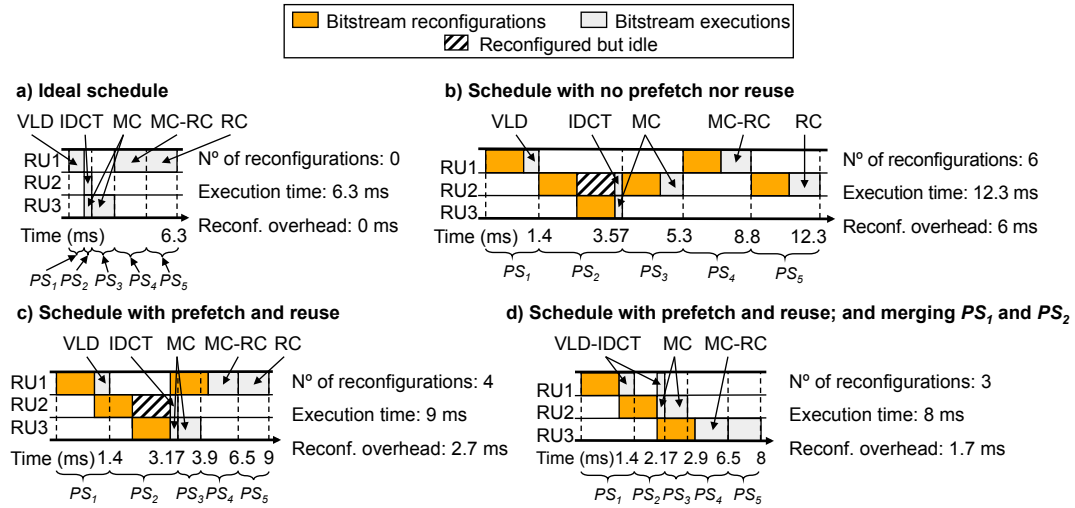 Bitstream reconfigurations
Bitstream executions
Reconfigured but idle
a) Ideal schedule
VLD IDCT MC MC-RC RC
RU1
RU2
RU3
Time (ms) 6.3
PS1 PS2 PS3 PS4 PS5
Nº of reconfigurations: 0
Execution time: 6.3 ms
Reconf. overhead: 0 ms
b) Schedule with no prefetch nor reuse
VLD IDCT MC MC-RC RC
RU1
RU2
RU3
Time (ms) 1.4 3.57 5.3 8.8 12.3
PS1 PS2 PS3 PS4 PS5
Nº of reconfigurations: 6
Execution time: 12.3 ms
Reconf. overhead: 6 ms
c) Schedule with prefetch and reuse
VLD IDCT MC MC-RC RC
RU1
RU2
RU3
Time (ms) 1.4 3.17 3.9 6.5 9
PS1 PS2 PS3 PS4 PS5
Nº of reconfigurations: 4
Execution time: 9 ms
Reconf. overhead: 2.7 ms
d) Schedule with prefetch and reuse; and merging PS1 and PS2
VLD-IDCT MC MC-RC
RU1
RU2
RU3
Time (ms) 1.4 2.17 2.9 6.5 8
PS1 PS2 PS3 PS4 PS5
Nº of reconfigurations: 3
Execution time: 8 ms
Reconf. overhead: 1.7 ms